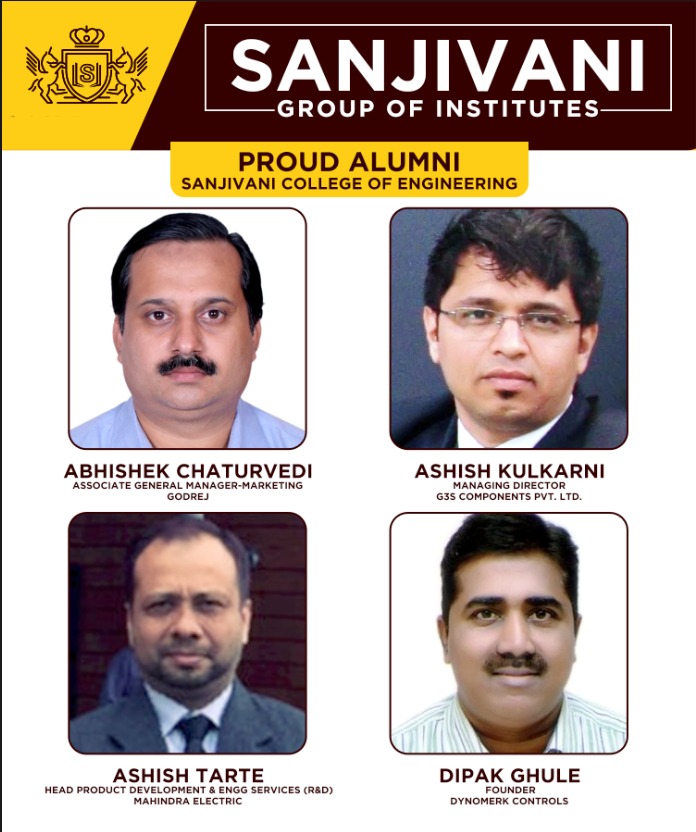 SI
SANJIVANI
GROUP OF INSTITUTES
PROUD ALUMNI
SANJIVANI COLLEGE OF ENGINEERING
ABHISHEK CHATURVEDI
ASSOCIATE GENERAL MANAGER-MARKETING
GODREJ
ASHISH KULKARNI
MANAGING DIRECTOR
G3S COMPONENTS PVT. LTD.
ASHISH TARTE
HEAD PRODUCT DEVELOPMENT & ENGG SERVICES (R&D)
MAHINDRA ELECTRIC
DIPAK GHULE
FOUNDER
DYNOMERK CONTROLS